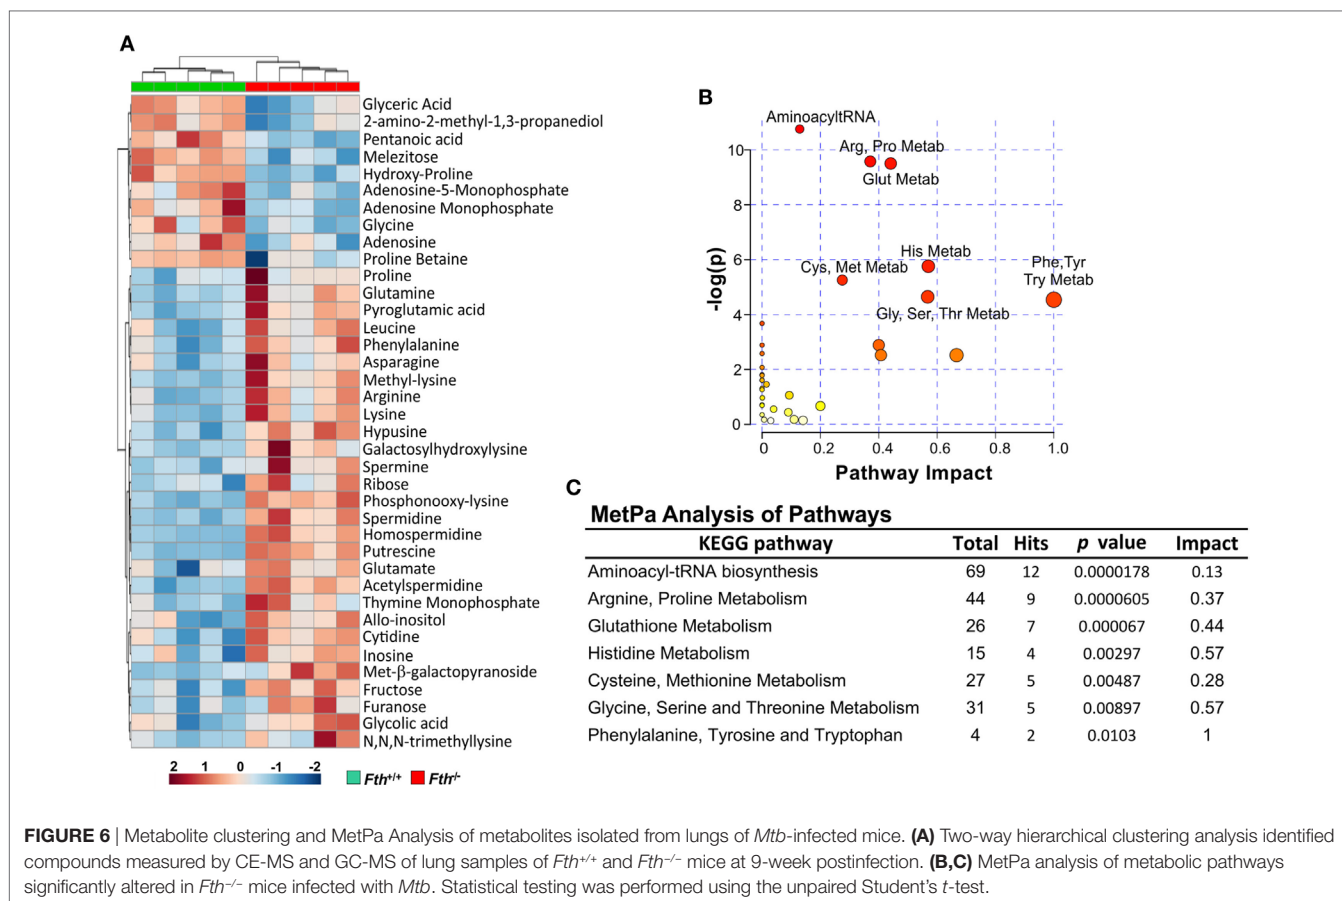 A
Glyceric Acid
2-amino-2-methyl-1,3-propanediol
Pentanoic acid
Melezitose
Hydroxy-Proline
Adenosine-5-Monophosphate
Adenosine Monophosphate
Glycine
Adenosine
Proline Betaine
Proline
Glutamine
Pyroglutamic acid
Leucine
Phenylalanine
Asparagine
Methyl-lysine
Arginine
Lysine
Hypusine
Galactosylhydroxylysine
Spermine
Ribose
Phosphonooxy-lysine
Spermidine
Homospermidine
Putrescine
Glutamate
Acetylspermidine
Thymine Monophosphate
Allo-inositol
Cytidine
Inosine
Met-β-galactopyranoside
Fructose
Furanose
Glycolic acid
N,N,N-trimethyllysine
2 1 0 -1 -2
Fth+/+ Fth-/-
B
AminoacyltRNA
Arg, Pro Metab
Glut Metab
His Metab
Cys, Met Metab
Phe,Tyr
Try Metab
Gly, Ser, Thr Metab
-log(p)
10
8
6
4
2
0
0 0.2 0.4 0.6 0.8 1.0
Pathway Impact
C
MetPa Analysis of Pathways
KEGG pathway Total Hits p value Impact
Aminoacyl-tRNA biosynthesis 69 12 0.0000178 0.13
Argnine, Proline Metabolism 44 9 0.0000605 0.37
Glutathione Metabolism 26 7 0.000067 0.44
Histidine Metabolism 15 4 0.00297 0.57
Cysteine, Methionine Metabolism 27 5 0.00487 0.28
Glycine, Serine and Threonine Metabolism 31 5 0.00897 0.57
Phenylalanine, Tyrosine and Tryptophan 4 2 0.0103 1
FIGURE 6 | Metabolite clustering and MetPa Analysis of metabolites isolated from lungs of Mtb-infected mice. (A) Two-way hierarchical clustering analysis identified
compounds measured by CE-MS and GC-MS of lung samples of Fth+/+ and Fth−/− mice at 9-week postinfection. (B,C) MetPa analysis of metabolic pathways
significantly altered in Fth−/− mice infected with Mtb. Statistical testing was performed using the unpaired Student's t-test.